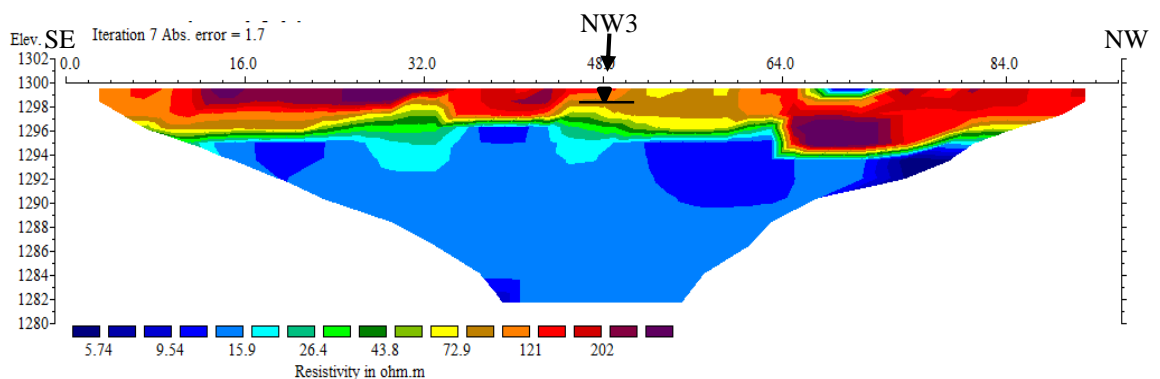 NW3
Elev. SE Iteration 7 Abs. error = 1.7 NW
1302 0.0 16.0 32.0 48.0 64.0 84.0
1300
1298
1296
1294
1292
1290
1288
1286
1284
1282
1280
5.74 9.54 15.9 26.4 43.8 72.9 121 202
Resistivity in ohm.m